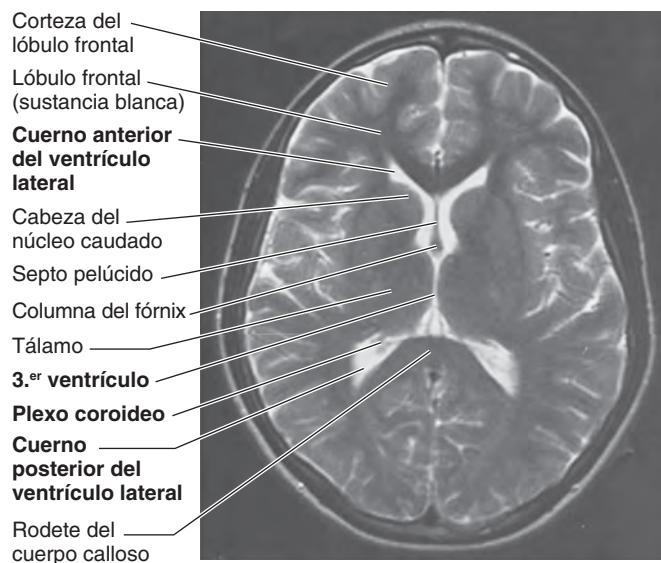 Corteza del
lóbulo frontal
Lóbulo frontal
(sustancia blanca)
Cuerno anterior
del ventrículo
lateral
Cabeza del
núcleo caudado
Septo pelúcido
Columna del fórnix
Tálamo
3.er ventrículo
Plexo coroideo
Cuerno
posterior del
ventrículo lateral
Rodete del
cuerpo calloso